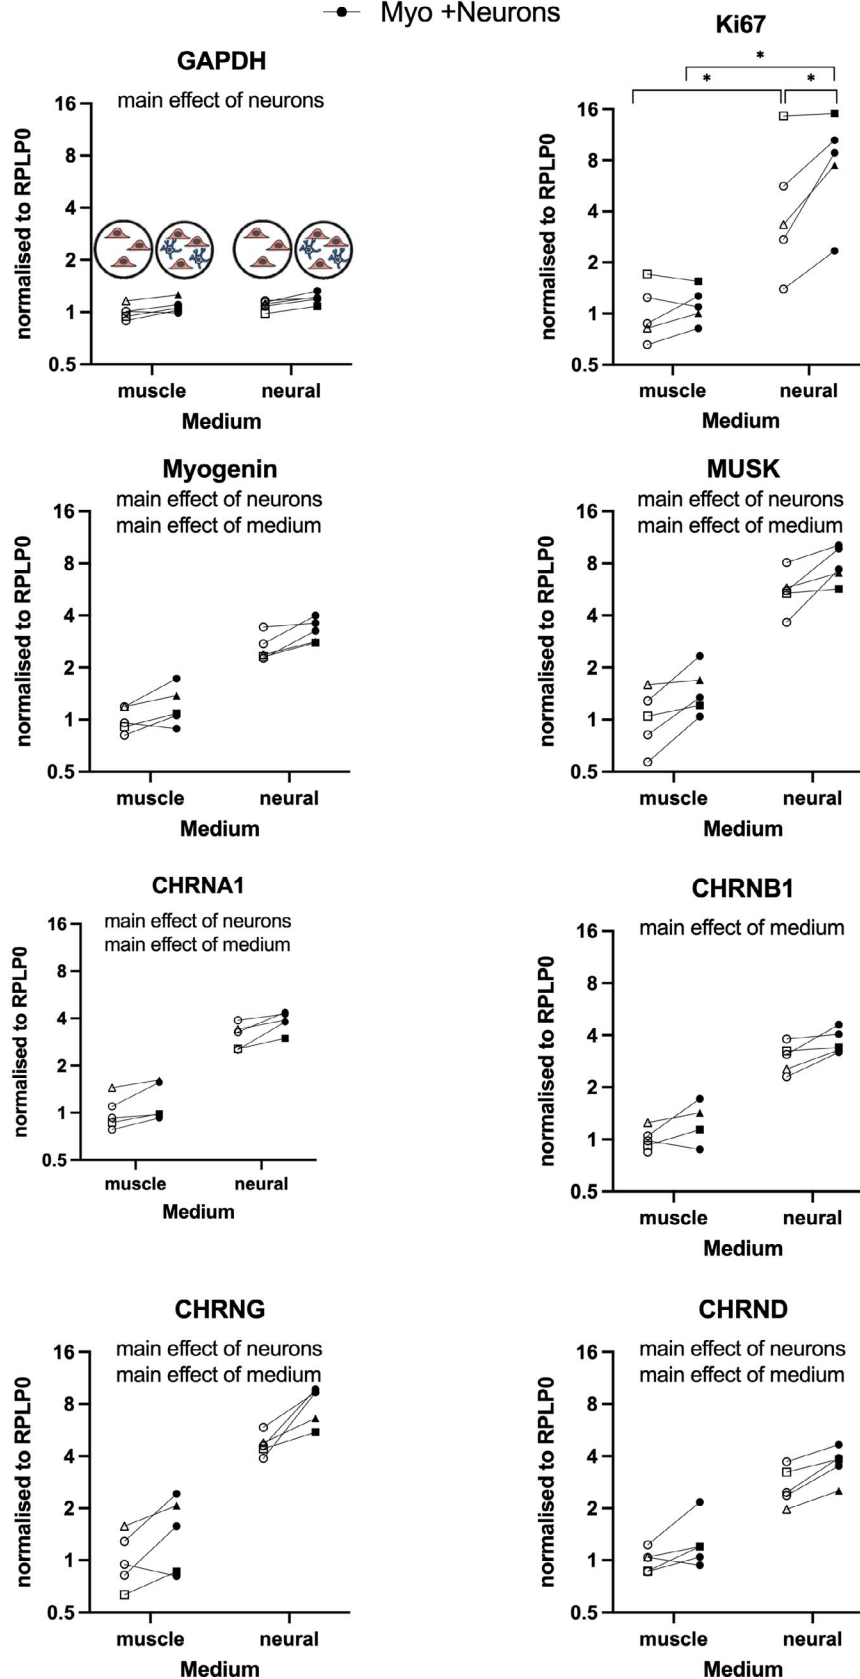 Myo +Neurons
GAPDH
main effect of neurons
normalised to RPLP0
16
8
4
2
1
0.5
muscle
neural
Medium
Ki67
*
*
*
normalised to RPLP0
16
8
4
2
1
0.5
muscle
neural
Medium
Myogenin
main effect of neurons
main effect of medium
normalised to RPLP0
16
8
4
2
1
0.5
muscle
neural
Medium
MUSK
main effect of neurons
main effect of medium
normalised to RPLP0
16
8
4
2
1
0.5
muscle
neural
Medium
CHRNA1
main effect of neurons
main effect of medium
normalised to RPLP0
16
8
4
2
1
0.5
muscle
neural
Medium
CHRNB1
main effect of medium
normalised to RPLP0
16
8
4
2
1
0.5
muscle
neural
Medium
CHRNG
main effect of neurons
main effect of medium
normalised to RPLP0
16
8
4
2
1
0.5
muscle
neural
Medium
CHRND
main effect of neurons
main effect of medium
normalised to RPLP0
16
8
4
2
1
0.5
muscle
neural
Medium